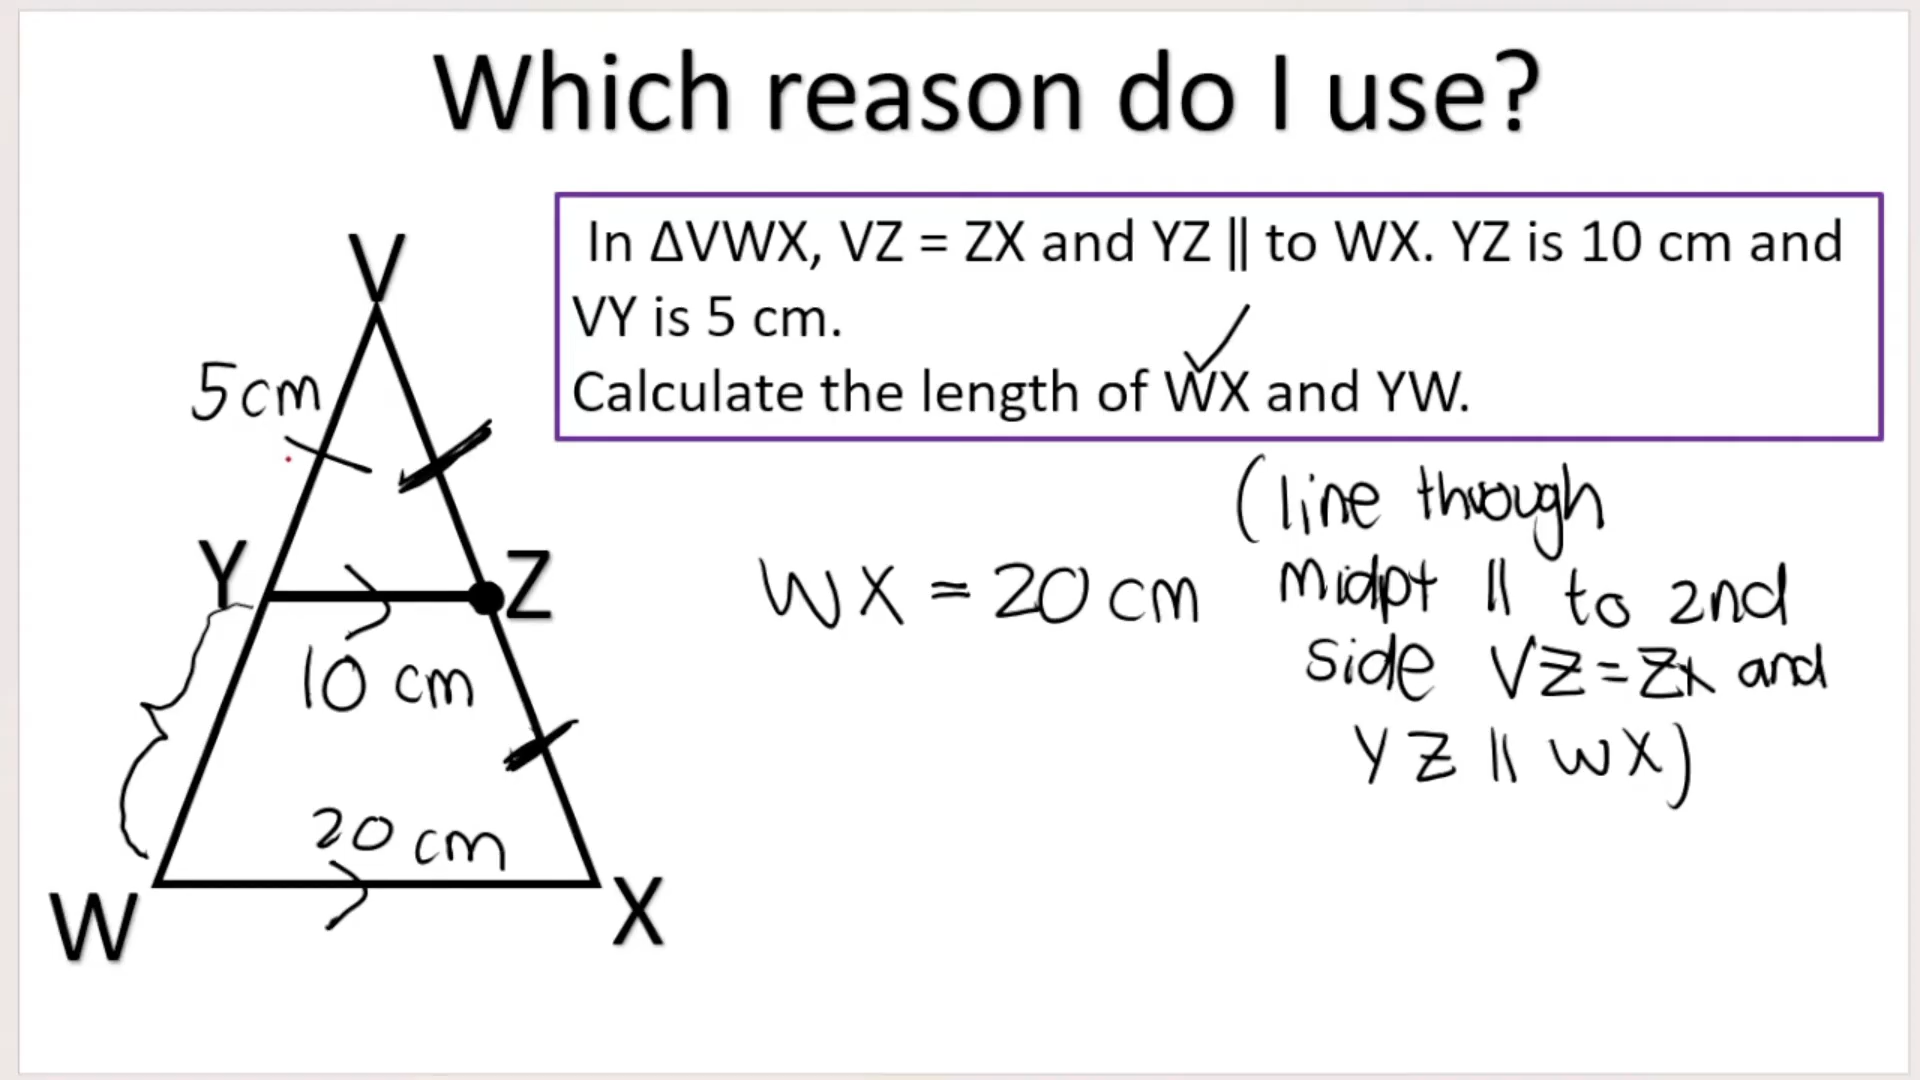 Which reason do I use?
In ΔVWX, VZ = ZX and YZ || to WX. YZ is 10 cm and
VY is 5 cm.
Calculate the length of WX and YW.
V
5cm
Y
Z
10 cm
20 cm
W
X
WX = 20 cm
(line through
midpt || to 2nd
side VZ=ZX and
YZ || WX)